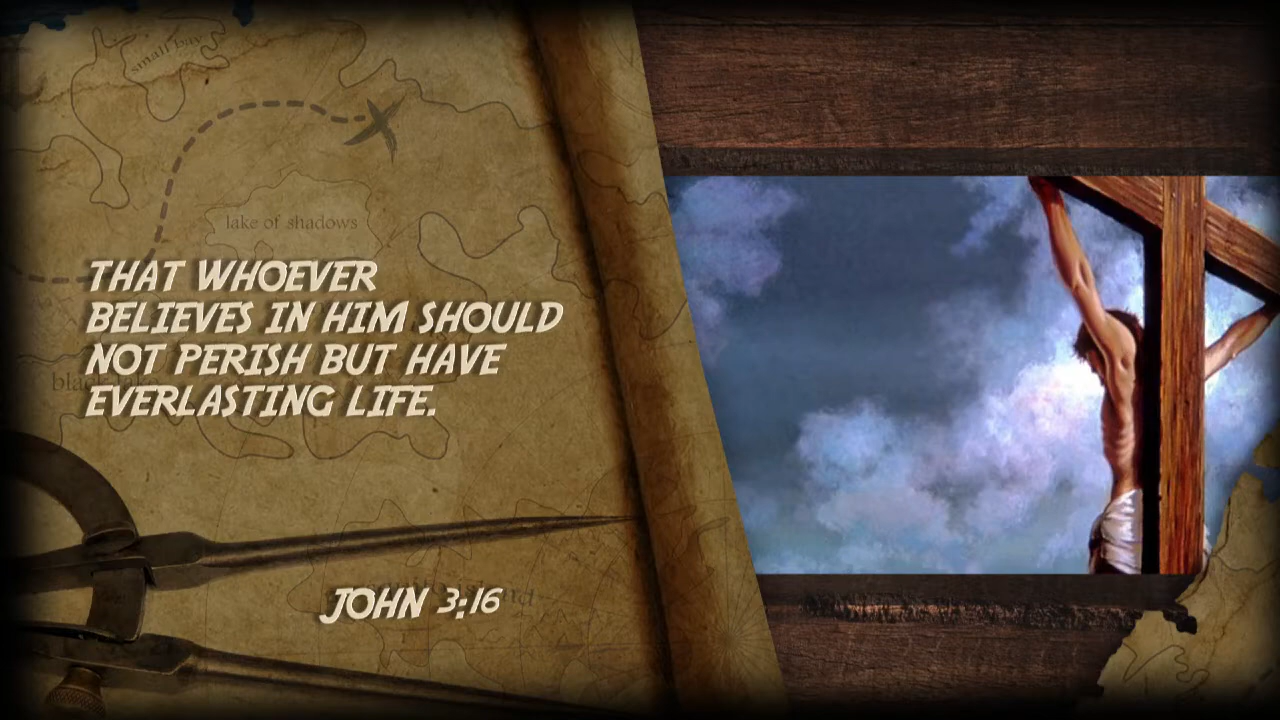 small bay
lake of shadows
THAT WHOEVER
BELIEVES IN HIM SHOULD
NOT PERISH BUT HAVE
EVERLASTING LIFE.
JOHN 3:16